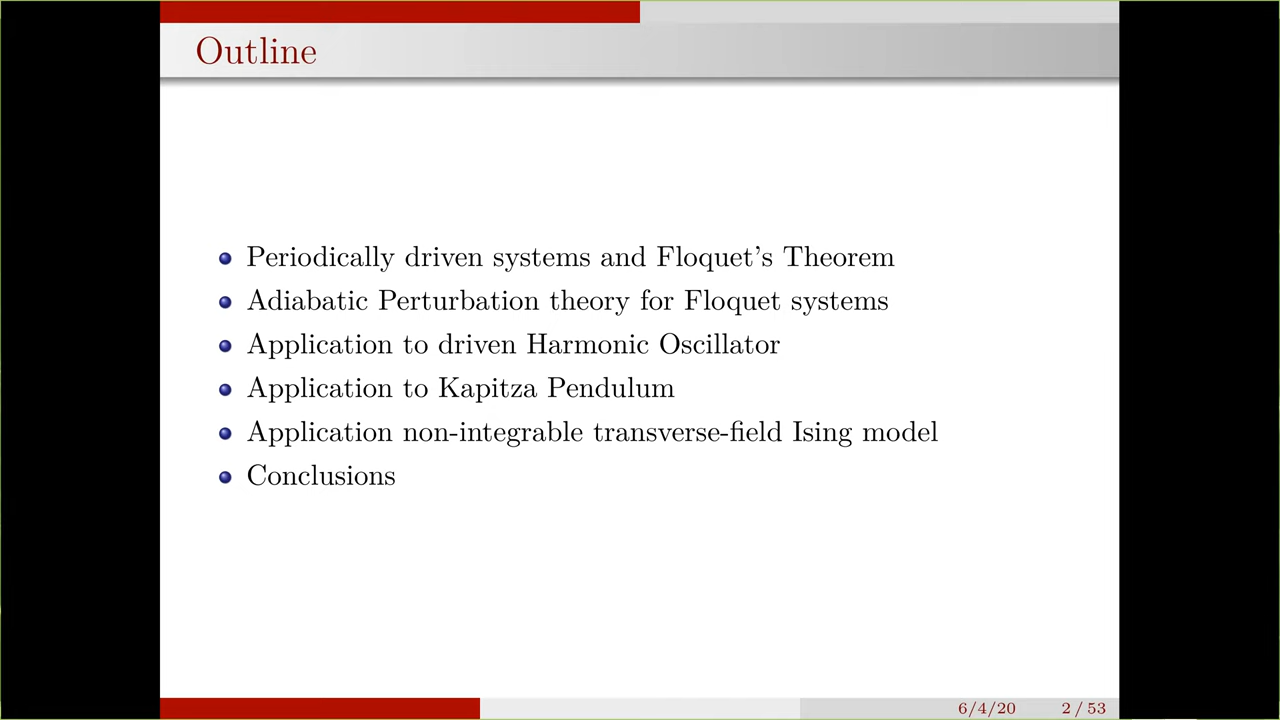 Outline
Periodically driven systems and Floquet's Theorem
Adiabatic Perturbation theory for Floquet systems
Application to driven Harmonic Oscillator
Application to Kapitza Pendulum
Application non-integrable transverse-field Ising model
Conclusions
6/4/20 2 / 53